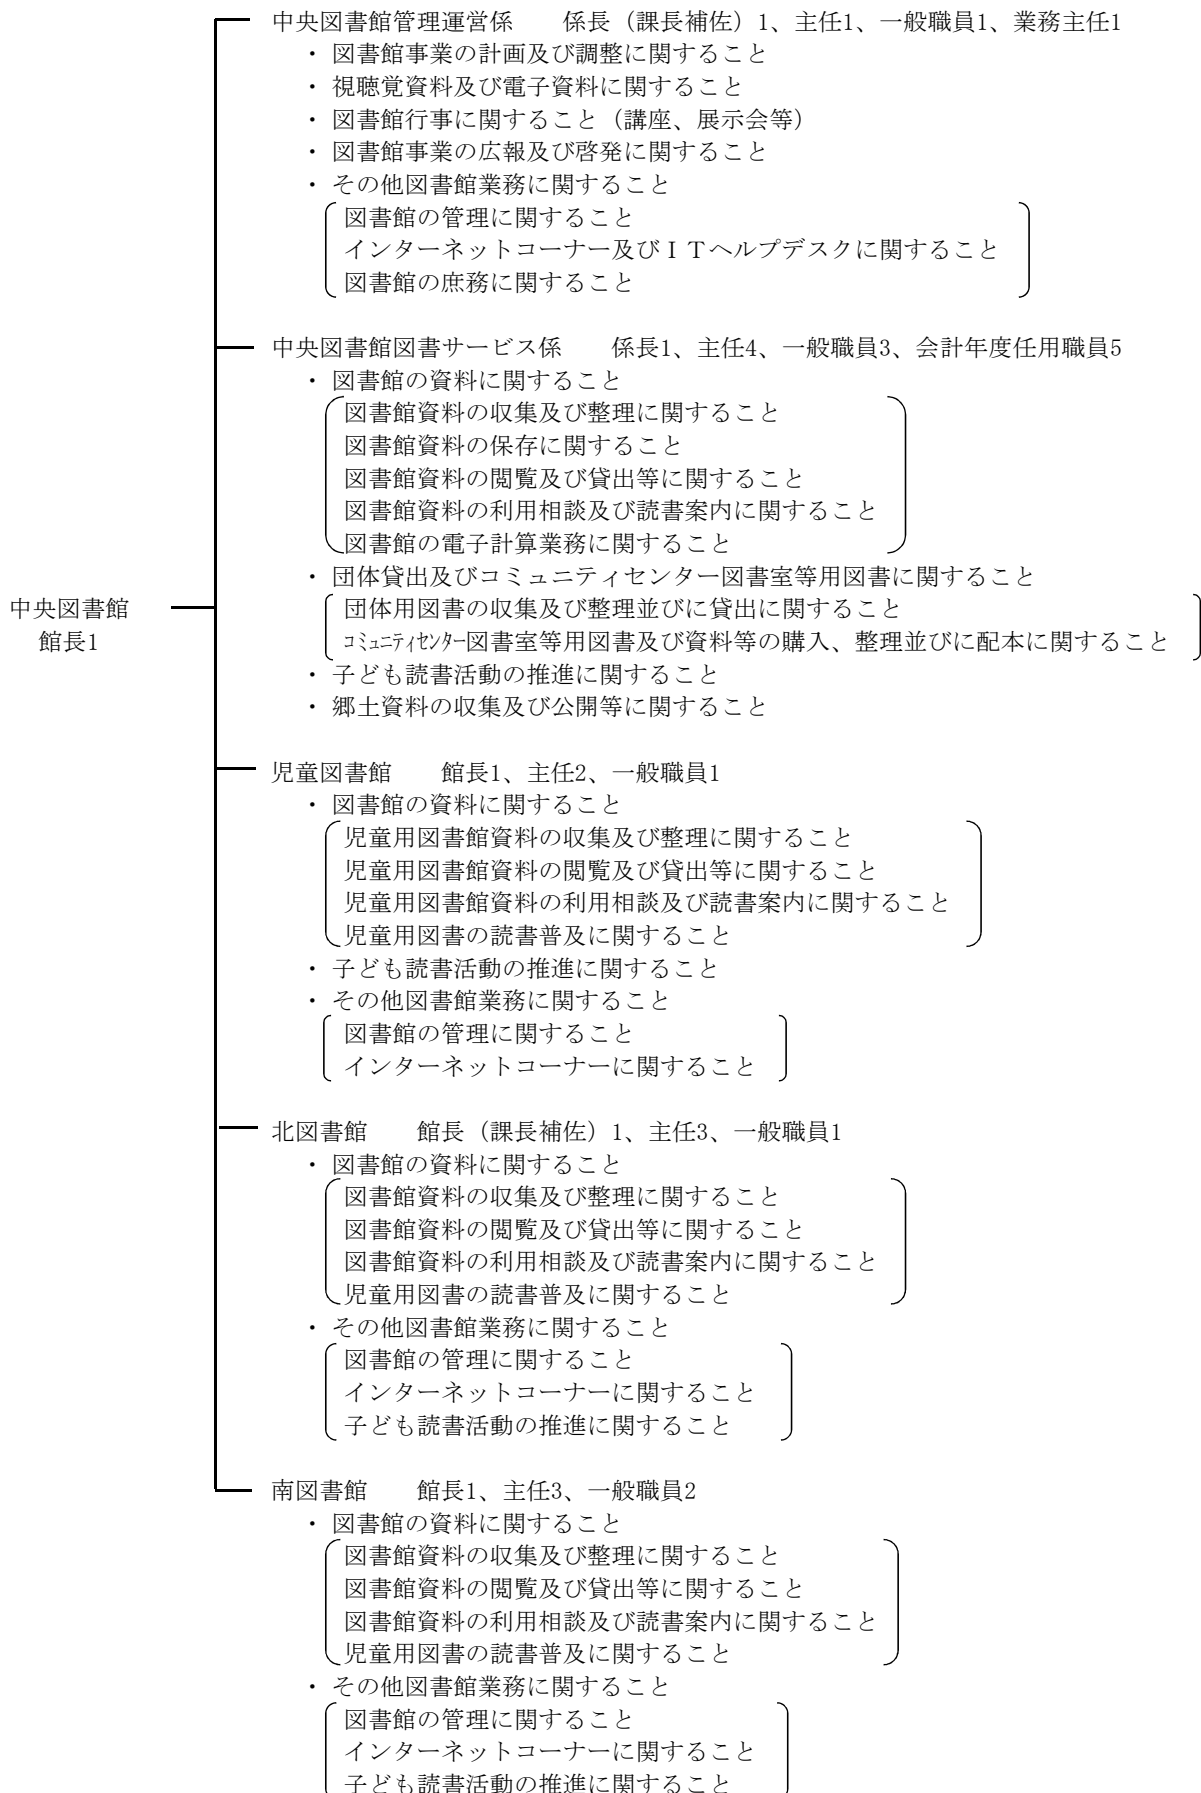 中央図書館管理運営係　　係長（課長補佐）1、主任1、一般職員1、業務主任1
・ 図書館事業の計画及び調整に関すること
・ 視聴覚資料及び電子資料に関すること
・ 図書館行事に関すること（講座、展示会等）
・ 図書館事業の広報及び啓発に関すること
・ その他図書館業務に関すること
図書館の管理に関すること
インターネットコーナー及びＩＴヘルプデスクに関すること
図書館の庶務に関すること
中央図書館図書サービス係　　係長1、主任4、一般職員3、会計年度任用職員5
・ 図書館の資料に関すること
図書館資料の収集及び整理に関すること
図書館資料の保存に関すること
図書館資料の閲覧及び貸出等に関すること
図書館資料の利用相談及び読書案内に関すること
図書館の電子計算業務に関すること
・ 団体貸出及びコミュニティセンター図書室等用図書に関すること
中央図書館
館長1
団体用図書の収集及び整理並びに貸出に関すること
ｺﾐｭﾆﾃｨｾﾝﾀｰ図書室等用図書及び資料等の購入、整理並びに配本に関すること
・ 子ども読書活動の推進に関すること
・ 郷土資料の収集及び公開等に関すること
児童図書館　　館長1、主任2、一般職員1
・ 図書館の資料に関すること
児童用図書館資料の収集及び整理に関すること
児童用図書館資料の閲覧及び貸出等に関すること
児童用図書館資料の利用相談及び読書案内に関すること
児童用図書の読書普及に関すること
・ 子ども読書活動の推進に関すること
・ その他図書館業務に関すること
図書館の管理に関すること
インターネットコーナーに関すること
北図書館　　館長（課長補佐）1、主任3、一般職員1
・ 図書館の資料に関すること
図書館資料の収集及び整理に関すること
図書館資料の閲覧及び貸出等に関すること
図書館資料の利用相談及び読書案内に関すること
児童用図書の読書普及に関すること
・ その他図書館業務に関すること
図書館の管理に関すること
インターネットコーナーに関すること
子ども読書活動の推進に関すること
南図書館　　館長1、主任3、一般職員2
・ 図書館の資料に関すること
図書館資料の収集及び整理に関すること
図書館資料の閲覧及び貸出等に関すること
図書館資料の利用相談及び読書案内に関すること
児童用図書の読書普及に関すること
・ その他図書館業務に関すること
図書館の管理に関すること
インターネットコーナーに関すること
子ども読書活動の推進に関すること